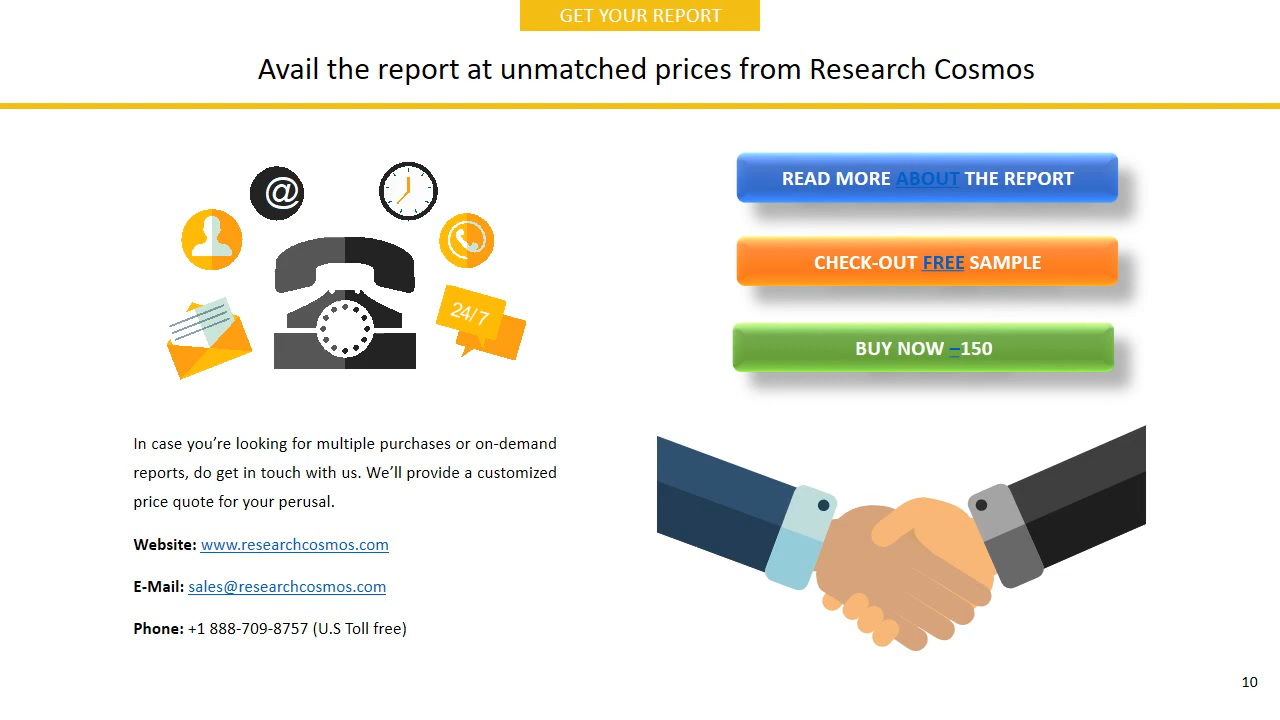 GET YOUR REPORT
Avail the report at unmatched prices from Research Cosmos
@
24/7
READ MORE ABOUT THE REPORT
CHECK-OUT FREE SAMPLE
BUY NOW –150
In case you’re looking for multiple purchases or on-demand
reports, do get in touch with us. We’ll provide a customized
price quote for your perusal.
Website: www.researchcosmos.com
E-Mail: sales@researchcosmos.com
Phone: +1 888-709-8757 (U.S Toll free)
10